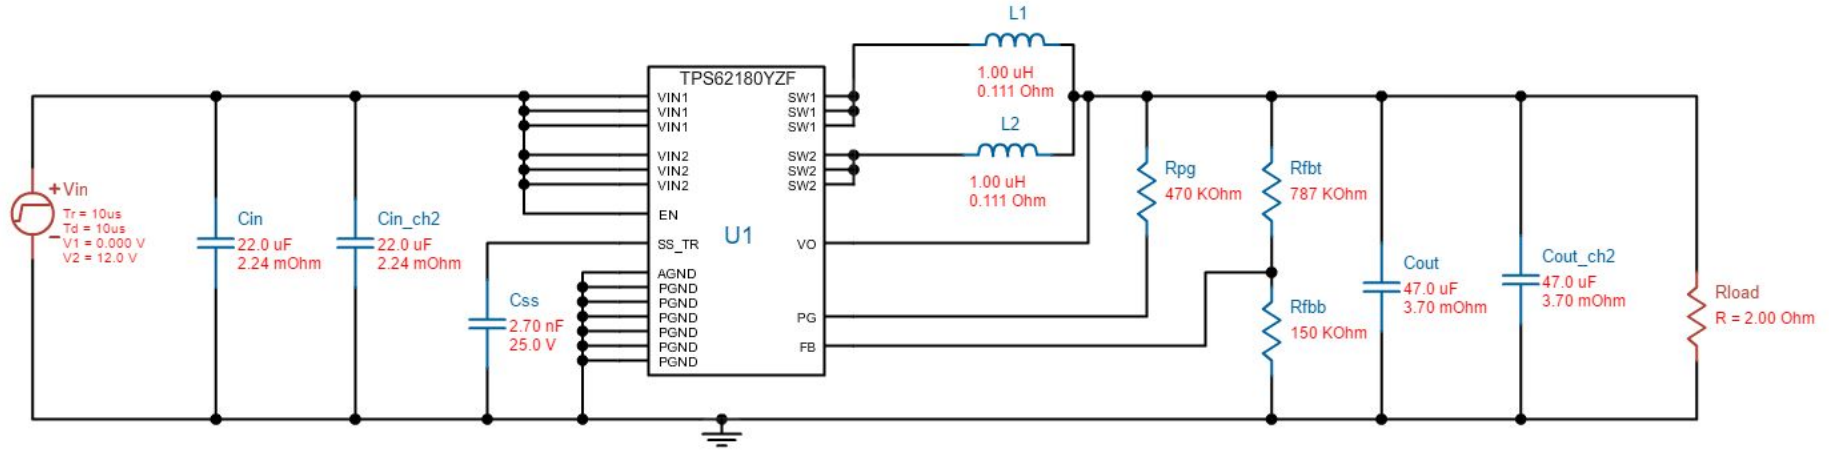 L1
1.00 uH
0.111 Ohm
TPS62180YZF
VIN1
VIN1
VIN1
VIN2
VIN2
VIN2
EN
SS_TR
AGND
PGND
PGND
PGND
PGND
PGND
PGND
U1
SW1
SW1
SW1
SW2
SW2
SW2
VO
PG
FB
L2
1.00 uH
0.111 Ohm
+ Vin
Tr = 10us
Td = 10us
V1 = 0.000 V
V2 = 12.0 V
Cin
22.0 uF
2.24 mOhm
Cin_ch2
22.0 uF
2.24 mOhm
Css
2.70 nF
25.0 V
Rpg
470 KOhm
Rfbt
787 KOhm
Rfbb
150 KOhm
Cout
47.0 uF
3.70 mOhm
Cout_ch2
47.0 uF
3.70 mOhm
Rload
R = 2.00 Ohm